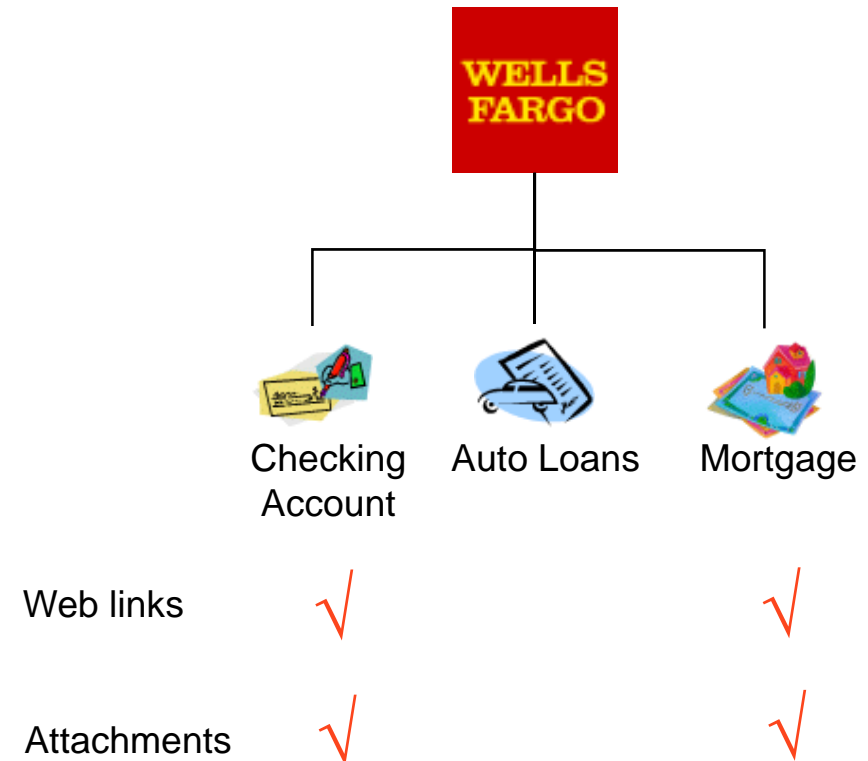 WELLS
FARGO
Checking
Account
Auto Loans
Mortgage
Web links √ √
Attachments √ √